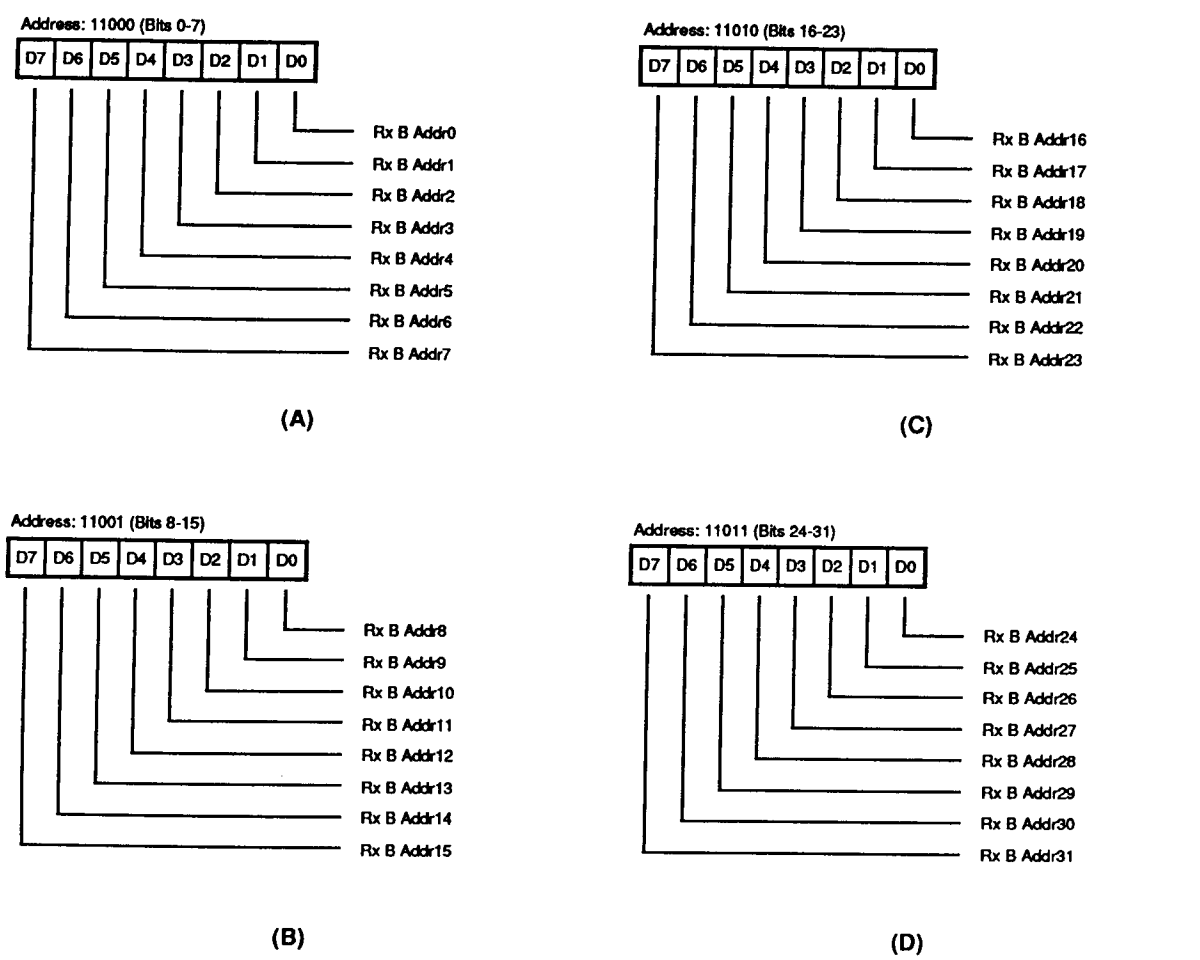 Address: 11000 (Bits 0-7)
D7 D6 D5 D4 D3 D2 D1 D0
Rx B Addr0
Rx B Addr1
Rx B Addr2
Rx B Addr3
Rx B Addr4
Rx B Addr5
Rx B Addr6
Rx B Addr7
(A)
Address: 11010 (Bits 16-23)
D7 D6 D5 D4 D3 D2 D1 D0
Rx B Addr16
Rx B Addr17
Rx B Addr18
Rx B Addr19
Rx B Addr20
Rx B Addr21
Rx B Addr22
Rx B Addr23
(C)
Address: 11001 (Bits 8-15)
D7 D6 D5 D4 D3 D2 D1 D0
Rx B Addr8
Rx B Addr9
Rx B Addr10
Rx B Addr11
Rx B Addr12
Rx B Addr13
Rx B Addr14
Rx B Addr15
(B)
Address: 11011 (Bits 24-31)
D7 D6 D5 D4 D3 D2 D1 D0
Rx B Addr24
Rx B Addr25
Rx B Addr26
Rx B Addr27
Rx B Addr28
Rx B Addr29
Rx B Addr30
Rx B Addr31
(D)